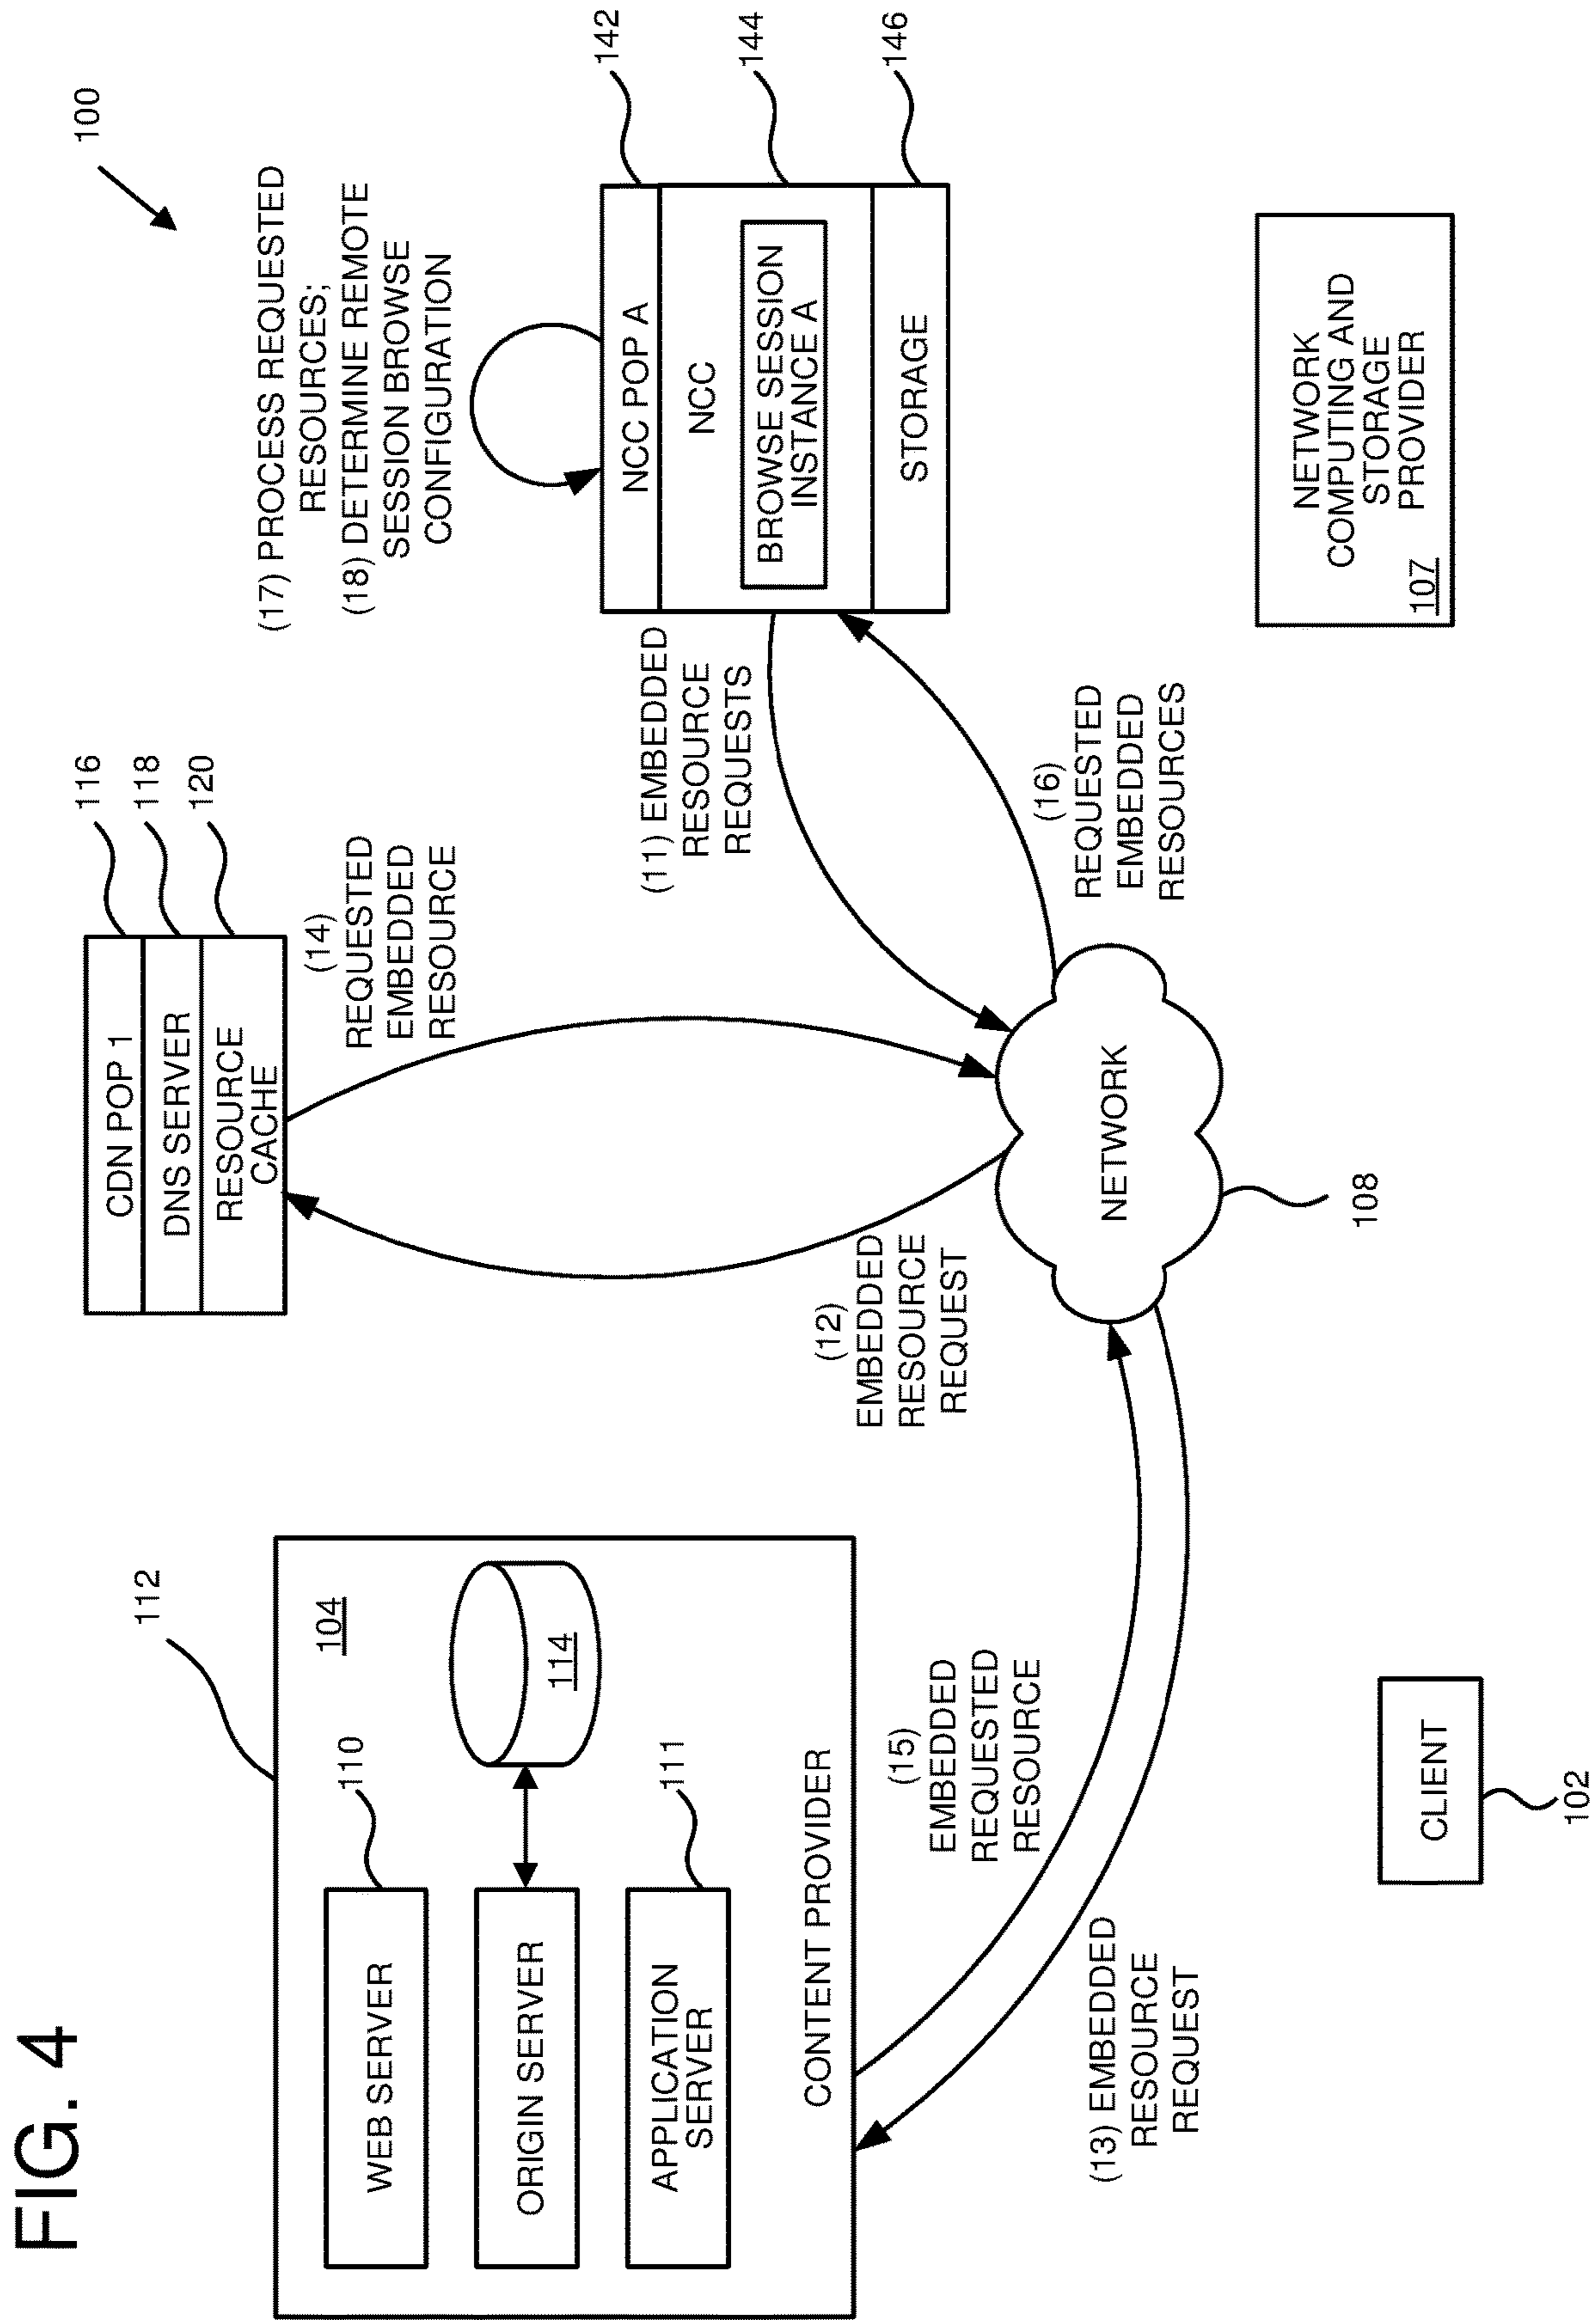 FIG. 4
100
112
104
110
WEB SERVER
ORIGIN SERVER
114
111
APPLICATION
SERVER
CONTENT PROVIDER
116
118
120
CDN POP 1
DNS SERVER
RESOURCE
CACHE
(14)
REQUESTED
EMBEDDED
RESOURCE
(12)
EMBEDDED
RESOURCE
REQUEST
(17) PROCESS REQUESTED
RESOURCES;
(18) DETERMINE REMOTE
SESSION BROWSE
CONFIGURATION
142
144
146
NCC POP A
NCC
BROWSE SESSION
INSTANCE A
STORAGE
(11) EMBEDDED
RESOURCE
REQUESTS
(16)
REQUESTED
EMBEDDED
RESOURCES
NETWORK
108
(15)
EMBEDDED
REQUESTED
RESOURCE
(13) EMBEDDED
RESOURCE
REQUEST
CLIENT
102
NETWORK
COMPUTING AND
STORAGE
PROVIDER
107